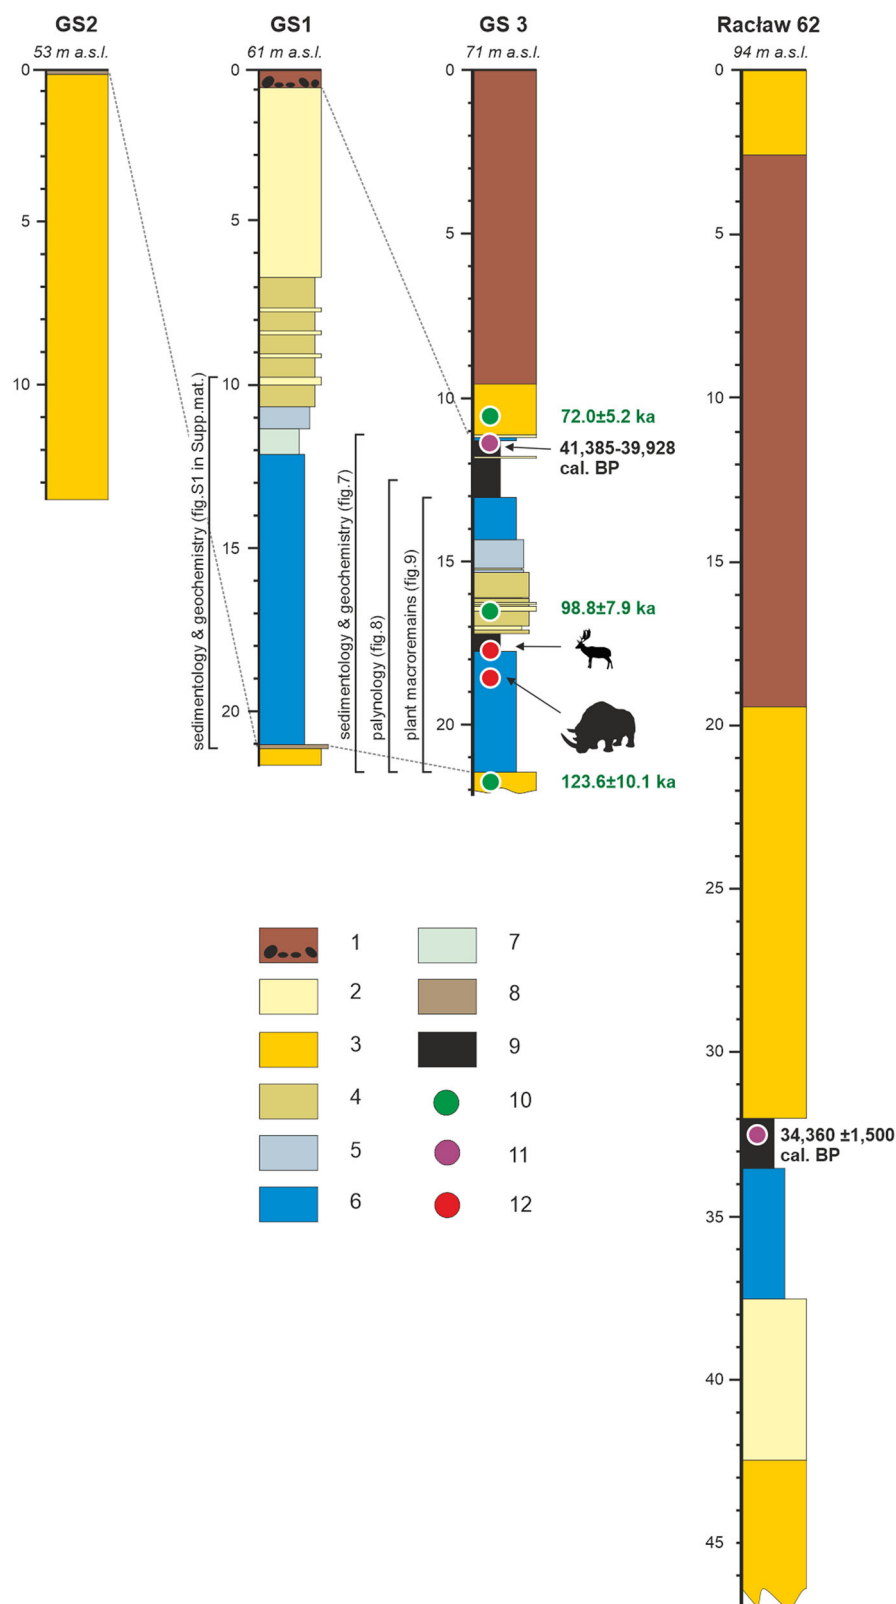 GS2
53 m a.s.l.
0
5
10
GS1
61 m a.s.l.
0
5
10
15
20
sedimentology & geochemistry (fig.S1 in Supp.mat.)
sedimentology & geochemistry (fig.7)
palynology (fig.8)
plant macroremains (fig.9)
GS 3
71 m a.s.l.
0
5
10
15
20
72.0±5.2 ka
41,385-39,928
cal. BP
98.8±7.9 ka
123.6±10.1 ka
Racław 62
94 m a.s.l.
0
5
10
15
20
25
30
35
40
45
34,360 ±1,500
cal. BP
1
2
3
4
5
6
7
8
9
10
11
12